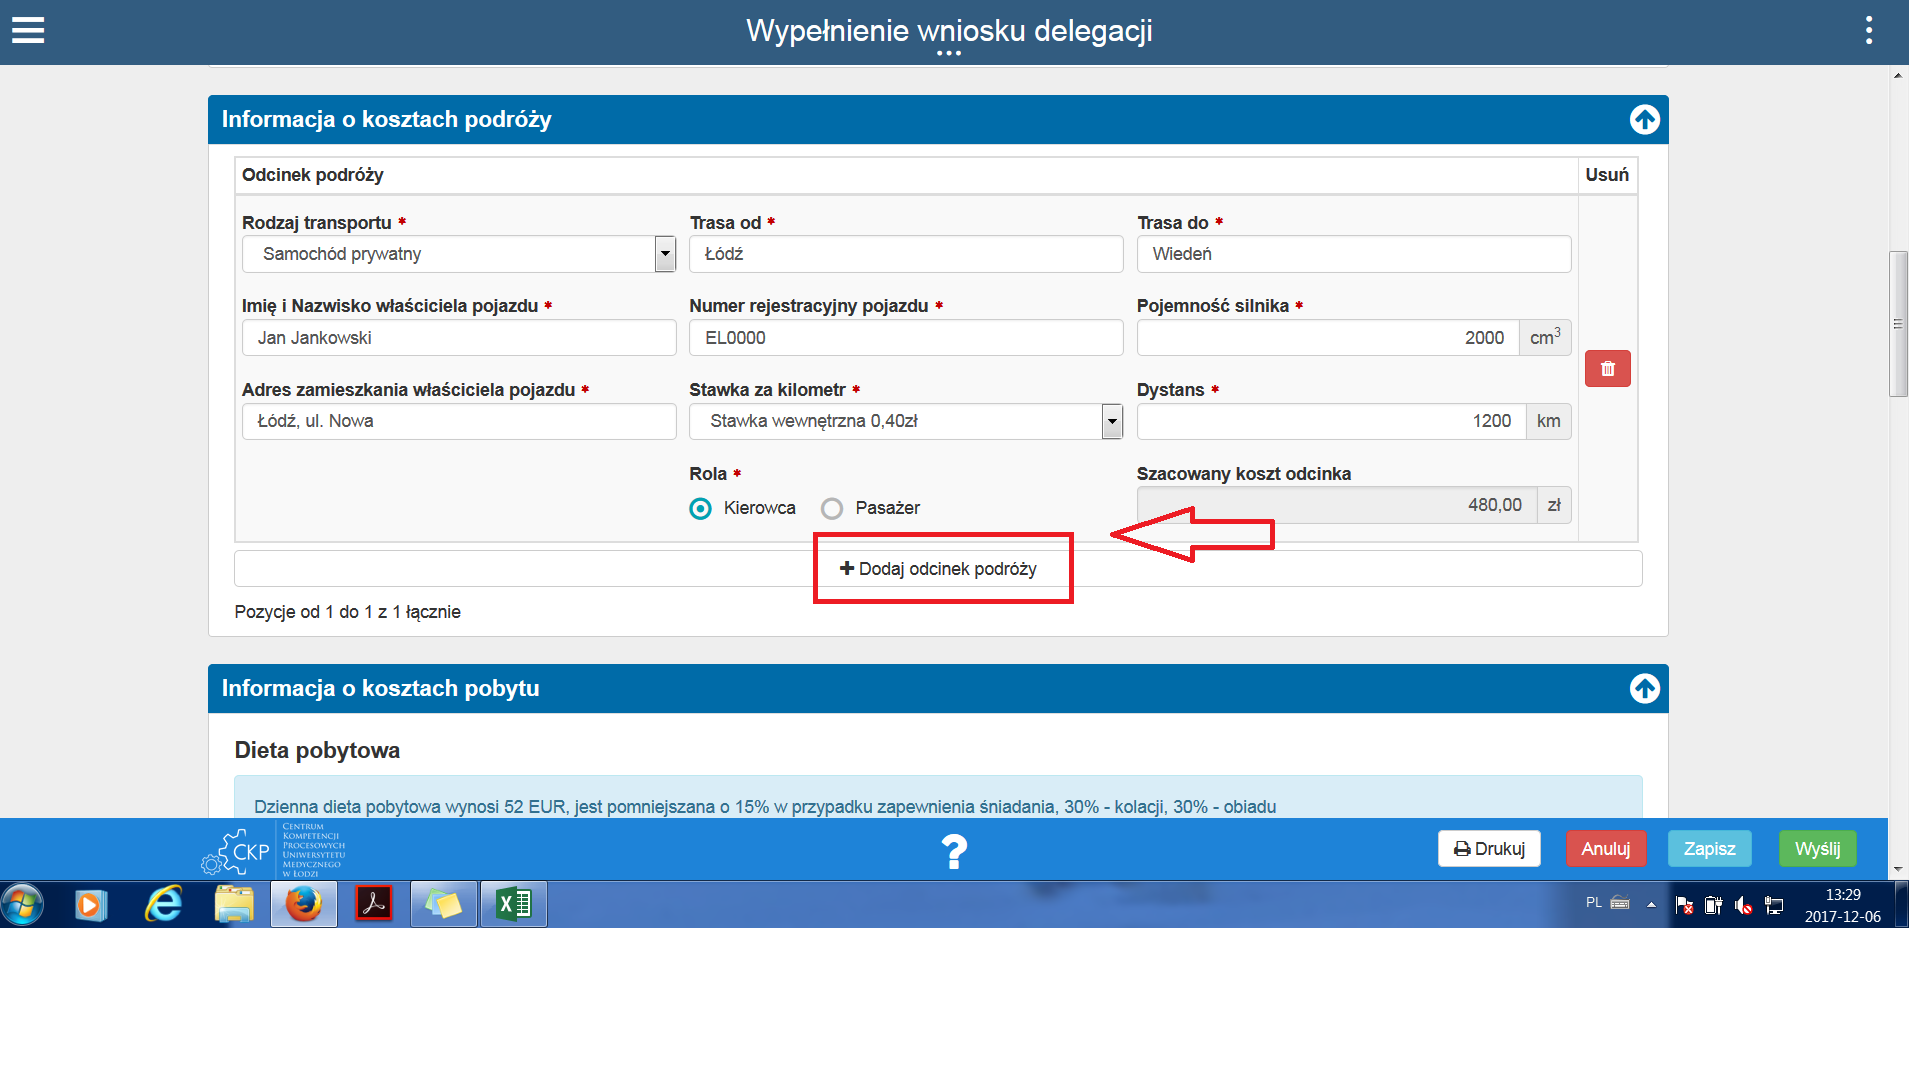 Wypełnienie wniosku delegacji
Informacja o kosztach podróży
Odcinek podróży Usuń
Rodzaj transportu * Trasa od * Trasa do *
Samochód prywatny Łódź Wiedeń
Imię i Nazwisko właściciela pojazdu * Numer rejestracyjny pojazdu * Pojemność silnika *
Jan Jankowski EL0000 2000 cm³
Adres zamieszkania właściciela pojazdu * Stawka za kilometr * Dystans *
Łódź, ul. Nowa Stawka wewnętrzna 0,40zł 1200 km
Rola * Szacowany koszt odcinka
Kierowca Pasażer 480,00 zł
Dodaj odcinek podróży
Pozycje od 1 do 1 z 1 łącznie
Informacja o kosztach pobytu
Dieta pobytowa
Dzienna dieta pobytowa wynosi 52 EUR, jest pomniejszana o 15% w przypadku zapewnienia śniadania, 30% - kolacji, 30% - obiadu
CKP
Centrum
Kompetencji
Procesowych
Uniwersytetu
Medycznego
w Łodzi
? Drukuj Anuluj Zapisz Wyślij
PL 13:29
2017-12-06